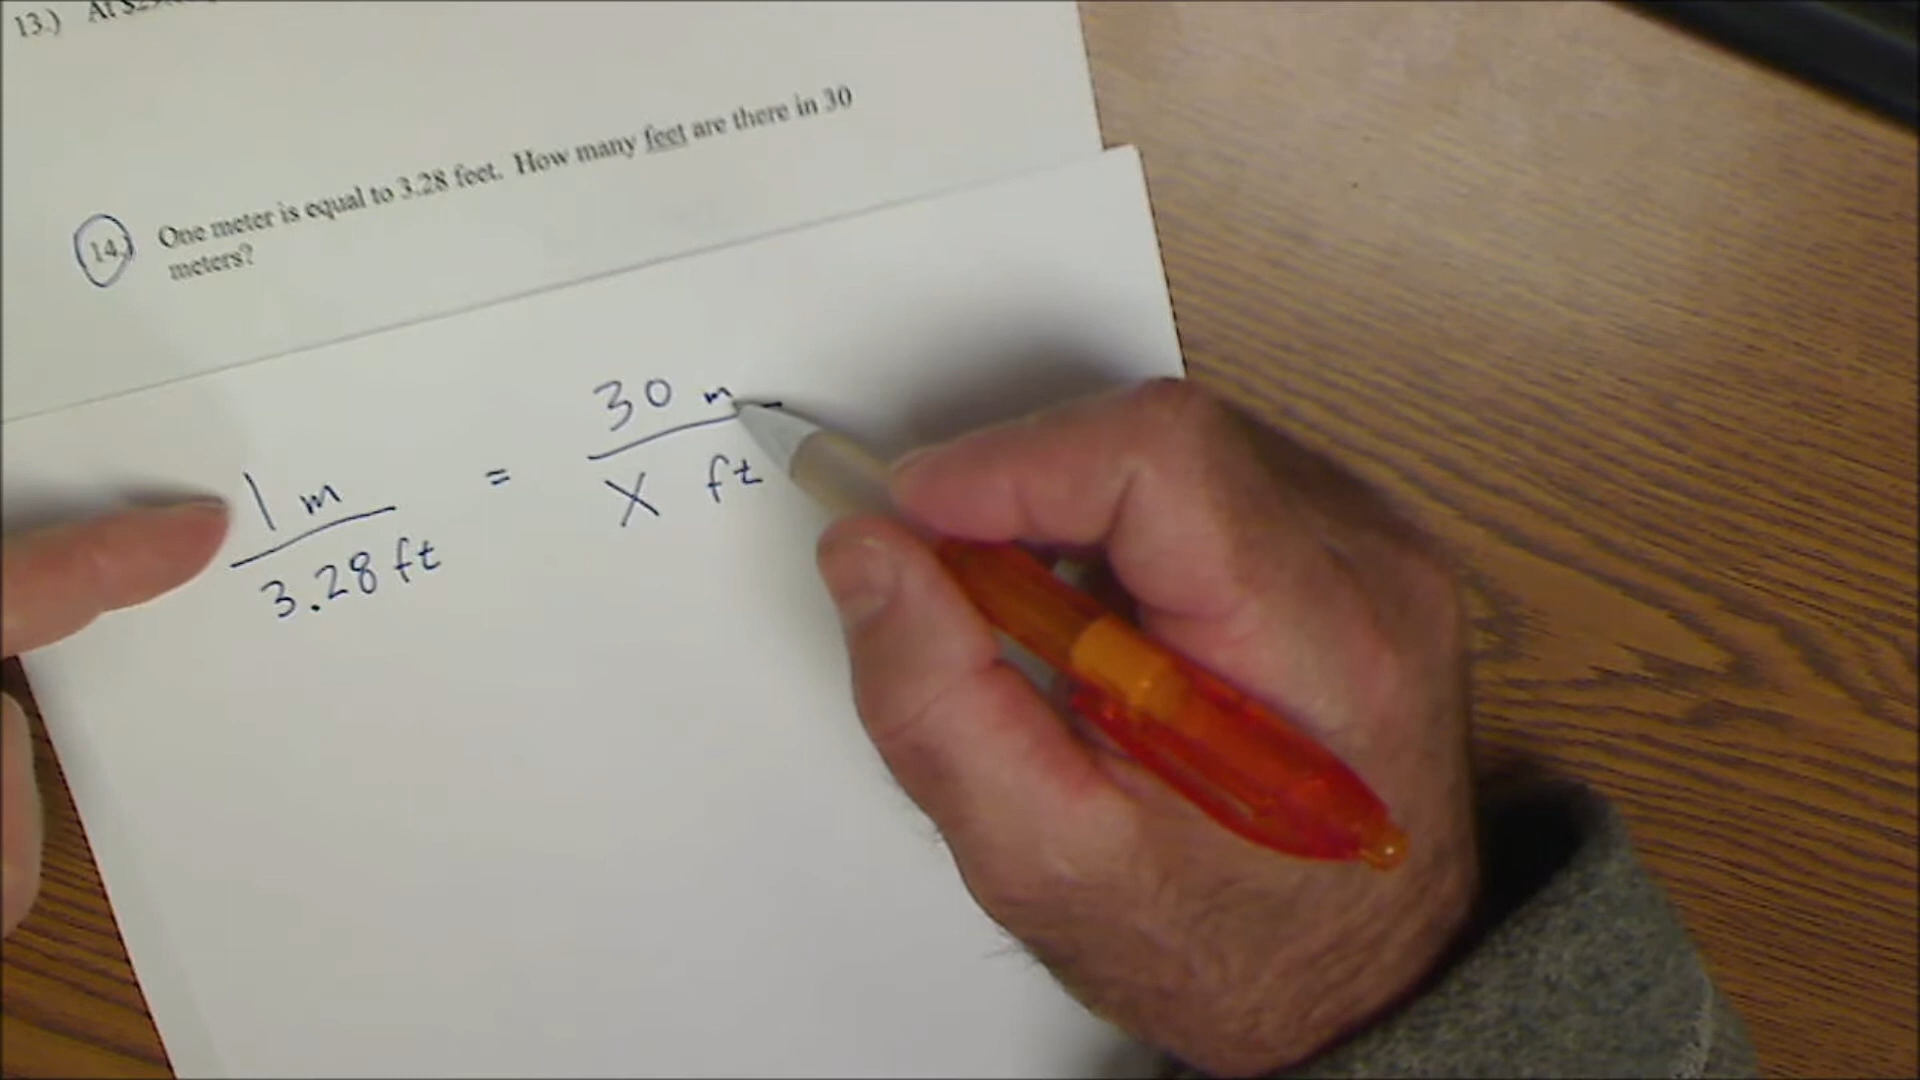 13.) At
14.) One meter is equal to 3.28 feet. How many feet are there in 30
meters?
1 m = 30 m
3.28 ft X ft